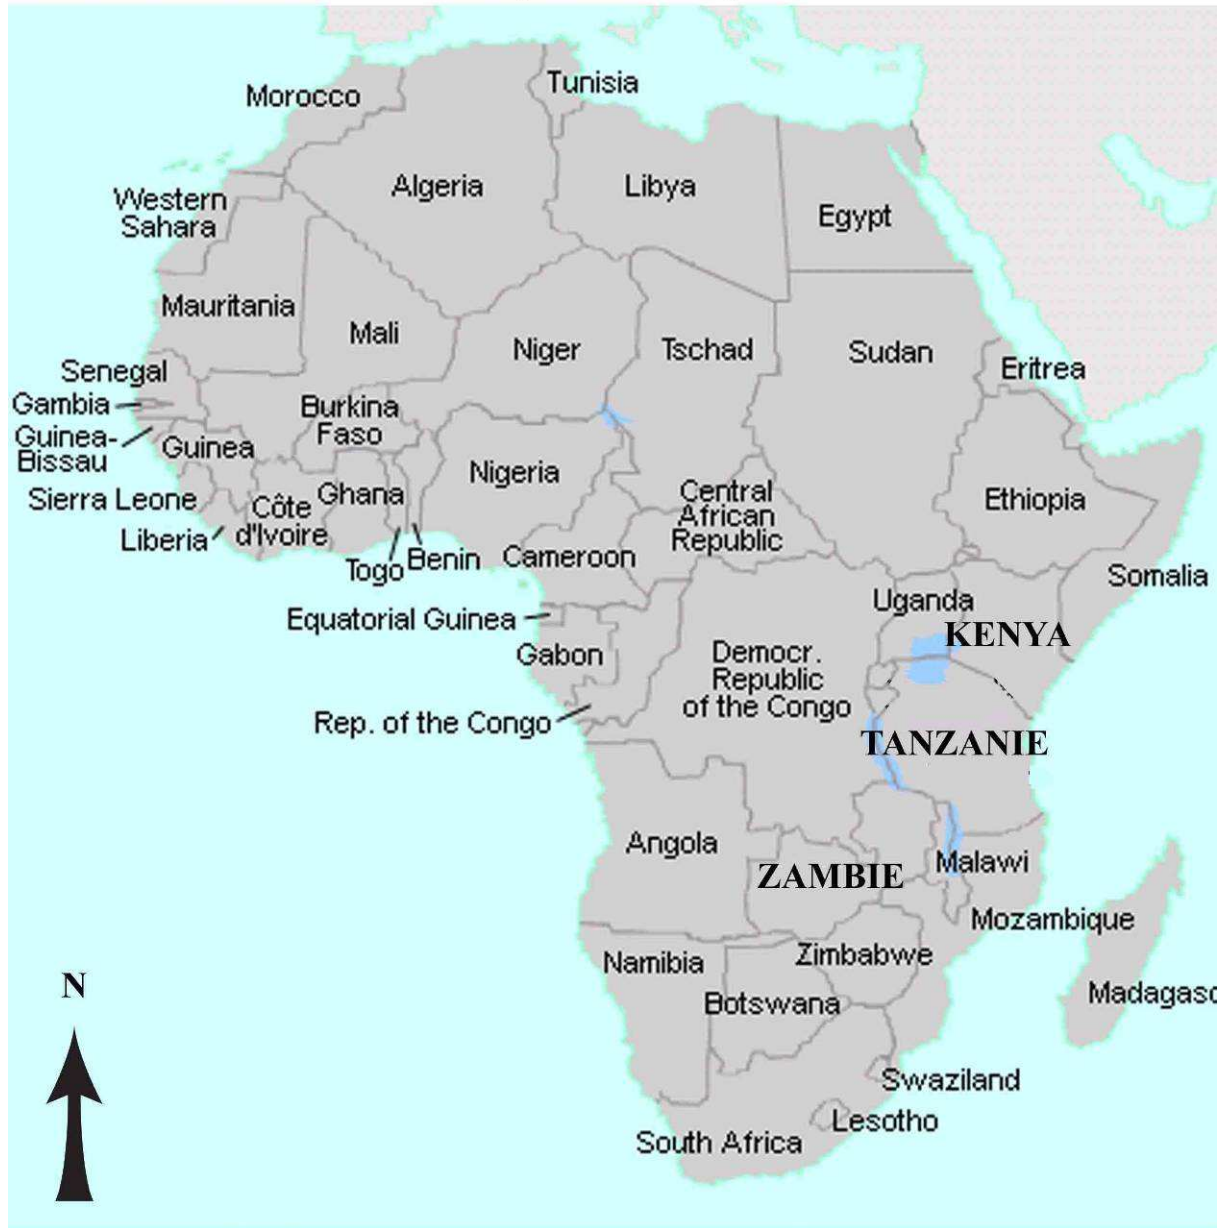 Tunisia
Morocco
Algeria
Libya
Western
Sahara
Egypt
Mauritania
Mali
Niger
Tschad
Sudan
Senegal
Eritrea
Gambia
Burkina
Faso
Guinea-
Bissau
Guinea
Nigeria
Sierra Leone
Côte
d'Ivoire
Ghana
Central
African
Republic
Ethiopia
Liberia
Togo
Benin
Cameroon
Somalia
Uganda
Equatorial Guinea
KENYA
Gabon
Democr.
Republic
of the Congo
Rep. of the Congo
TANZANIE
Angola
Malawi
ZAMBIE
Mozambique
Zimbabwe
Namibia
N
Botswana
Madagasc
Swaziland
Lesotho
South Africa